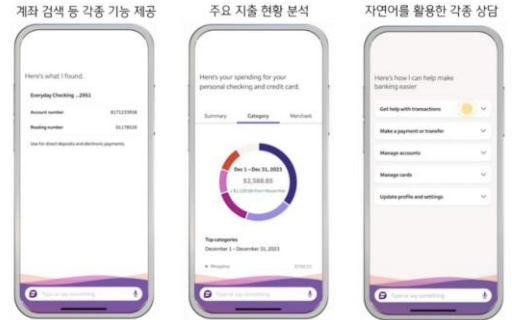 계좌 검색 등 각종 기능 제공
주요 지출 현황 분석
자연어를 활용한 각종 상담
Here's what I found.
Everyday Checking ...2051
Account number
Routing number
Use for direct deposits and electronic payments.
Type or say something
Here's your spending for your
personal checking and credit card.
Summary
Category
Merchant
Dec 1 – Dec 31, 2023
Top categories
December 1 – December 31, 2023
Shopping
Type or say something
Here's how I can help make
banking easier
Get help with transactions
Make a payment or transfer
Manage accounts
Manage cards
Update profile and settings
Type or say something